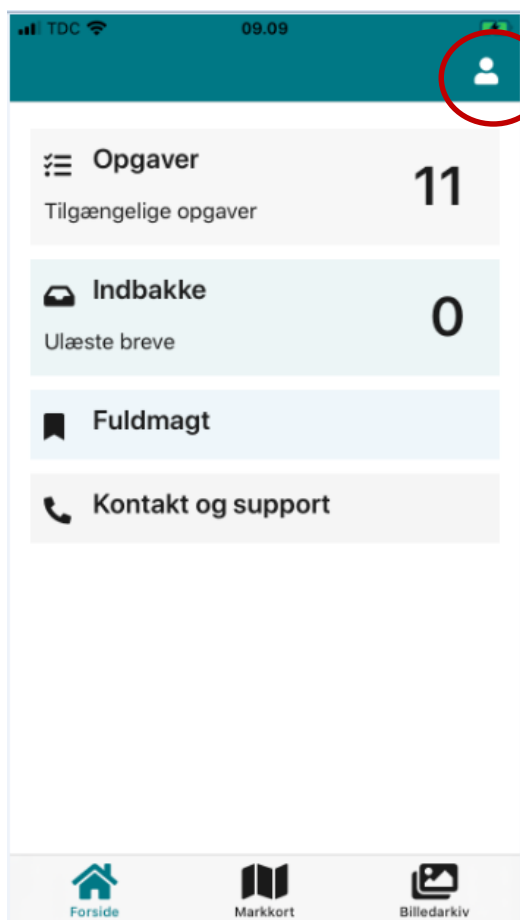 TDC 09.09
Opgaver
11
Tilgængelige opgaver
Indbakke
0
Ulæste breve
Fuldmagt
Kontakt og support
Forside Markkort Billedarkiv